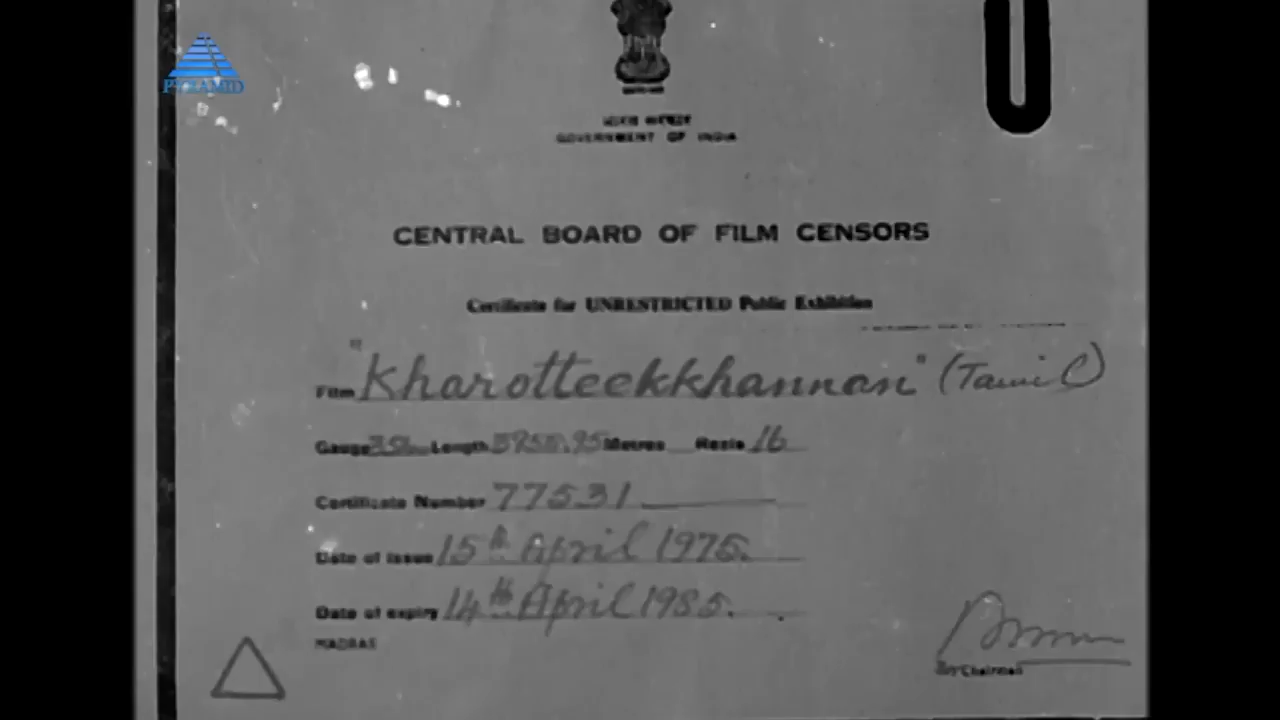 PYRAMID
U
GOVERNMENT OF INDIA
CENTRAL BOARD OF FILM CENSORS
Certificate for UNRESTRICTED Public Exhibition
Film "Kharotteekkhannan" (Tamil)
Gauge Length Metres Reels 16
Certificate Number 77531
Date of issue 15th April 1975.
Date of expiry 14th April 1985.
MADRAS
Chairman